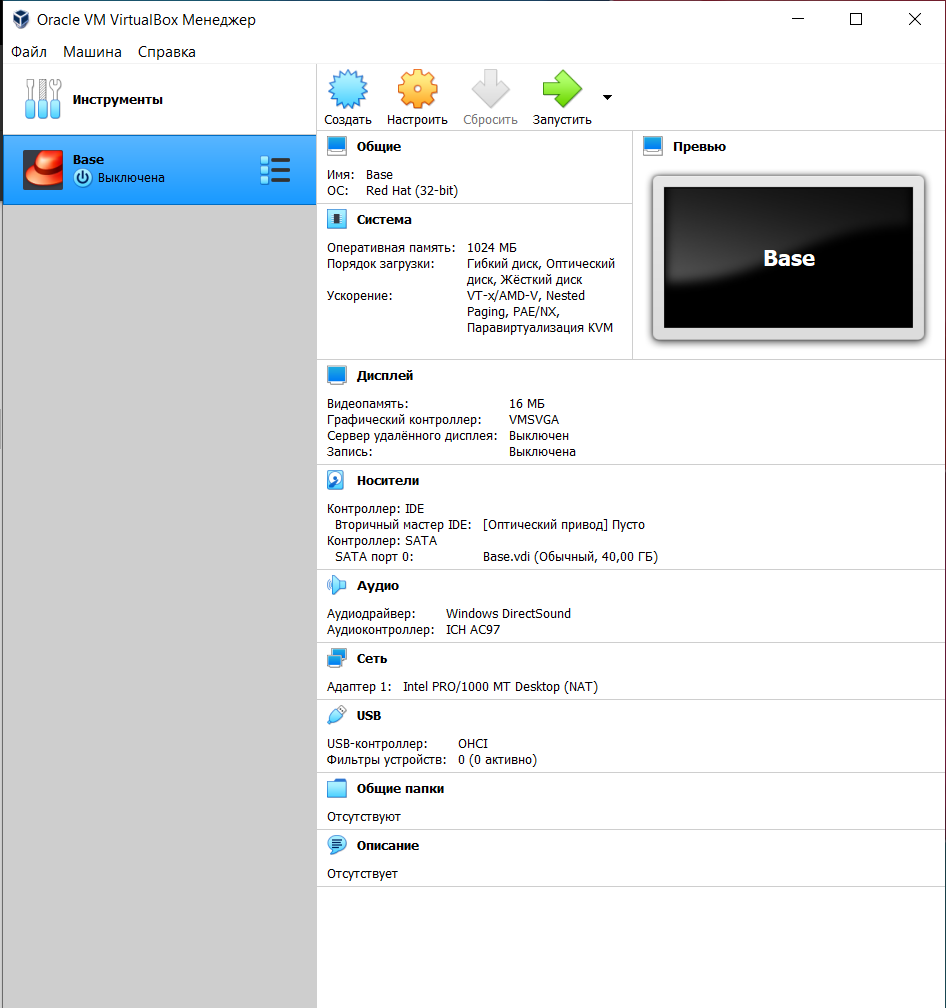 Oracle VM VirtualBox Менеджер
Файл Машина Справка
Инструменты
Base
Выключена
Создать Настроить Сбросить Запустить
Общие
Имя: Base
ОС: Red Hat (32-bit)
Превью
Base
Система
Оперативная память: 1024 МБ
Порядок загрузки: Гибкий диск, Оптический
диск, Жёсткий диск
Ускорение: VT-x/AMD-V, Nested
Paging, PAE/NX,
Паравиртуализация KVM
Дисплей
Видеопамять: 16 МБ
Графический контроллер: VMSVGA
Сервер удалённого дисплея: Выключен
Запись: Выключена
Носители
Контроллер: IDE
Вторичный мастер IDE: [Оптический привод] Пусто
Контроллер: SATA
SATA порт 0: Base.vdi (Обычный, 40,00 ГБ)
Аудио
Аудиодрайвер: Windows DirectSound
Аудиоконтроллер: ICH AC97
Сеть
Адаптер 1: Intel PRO/1000 MT Desktop (NAT)
USB
USB-контроллер: OHCI
Фильтры устройств: 0 (0 активно)
Общие папки
Отсутствуют
Описание
Отсутствует